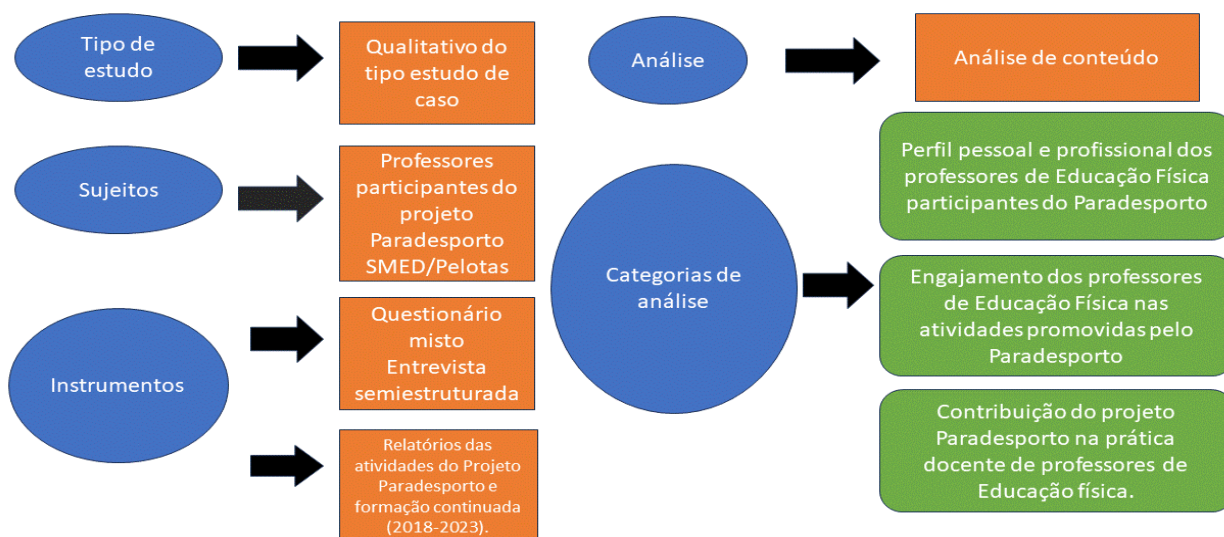 Tipo de
estudo
Qualitativo do
tipo estudo de
caso
Sujeitos
Professores
participantes do
projeto
Paradesporto
SMED/Pelotas
Instrumentos
Questionário
misto
Entrevista
semiestruturada
Relatórios das
atividades do Projeto
Paradesporto e
formação continuada
(2018-2023).
Análise
Análise de conteúdo
Categorias de
análise
Perfil pessoal e profissional dos
professores de Educação Física
participantes do Paradesporto
Engajamento dos professores
de Educação Física nas
atividades promovidas pelo
Paradesporto
Contribuição do projeto
Paradesporto na prática
docente de professores de
Educação física.